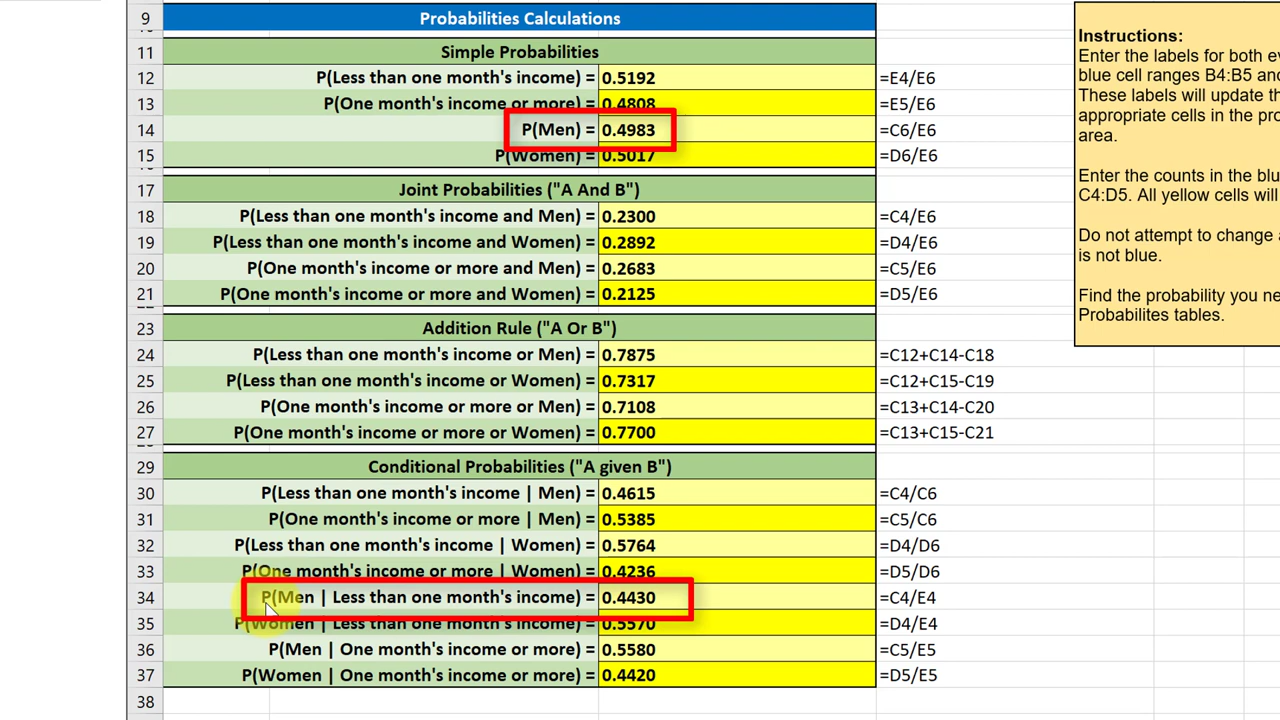 9 Probabilities Calculations
11 Simple Probabilities
12 P(Less than one month's income) = 0.5192 =E4/E6
13 P(One month's income or more) = 0.4808 =E5/E6
14 P(Men) = 0.4983 =C6/E6
15 P(Women) = 0.5017 =D6/E6
17 Joint Probabilities ("A And B")
18 P(Less than one month's income and Men) = 0.2300 =C4/E6
19 P(Less than one month's income and Women) = 0.2892 =D4/E6
20 P(One month's income or more and Men) = 0.2683 =C5/E6
21 P(One month's income or more and Women) = 0.2125 =D5/E6
23 Addition Rule ("A Or B")
24 P(Less than one month's income or Men) = 0.7875 =C12+C14-C18
25 P(Less than one month's income or Women) = 0.7317 =C12+C15-C19
26 P(One month's income or more or Men) = 0.7108 =C13+C14-C20
27 P(One month's income or more or Women) = 0.7700 =C13+C15-C21
29 Conditional Probabilities ("A given B")
30 P(Less than one month's income | Men) = 0.4615 =C4/C6
31 P(One month's income or more | Men) = 0.5385 =C5/C6
32 P(Less than one month's income | Women) = 0.5764 =D4/D6
33 P(One month's income or more | Women) = 0.4236 =D5/D6
34 P(Men | Less than one month's income) = 0.4430 =C4/E4
35 P(Women | Less than one month's income) = 0.5570 =D4/E4
36 P(Men | One month's income or more) = 0.5580 =C5/E5
37 P(Women | One month's income or more) = 0.4420 =D5/E5
38
Instructions:
Enter the labels for both ev
blue cell ranges B4:B5 and
These labels will update th
appropriate cells in the pro
area.
Enter the counts in the blu
C4:D5. All yellow cells will
Do not attempt to change a
is not blue.
Find the probability you ne
Probabilites tables.